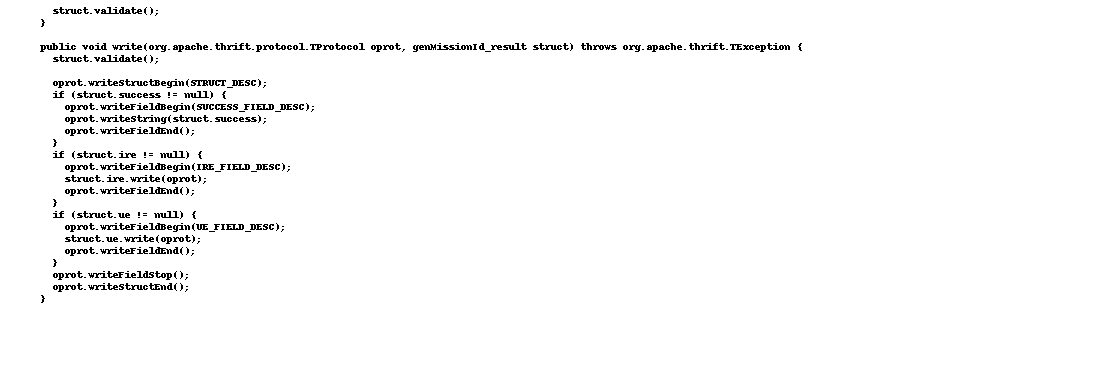 struct.validate();
}
public void write(org.apache.thrift.protocol.TProtocol oprot, genMissionId_result struct) throws org.apache.thrift.TException {
struct.validate();
oprot.writeStructBegin(STRUCT_DESC);
if (struct.success != null) {
oprot.writeFieldBegin(SUCCESS_FIELD_DESC);
oprot.writeString(struct.success);
oprot.writeFieldEnd();
}
if (struct.ire != null) {
oprot.writeFieldBegin(IRE_FIELD_DESC);
struct.ire.write(oprot);
oprot.writeFieldEnd();
}
if (struct.ue != null) {
oprot.writeFieldBegin(UE_FIELD_DESC);
struct.ue.write(oprot);
oprot.writeFieldEnd();
}
oprot.writeFieldStop();
oprot.writeStructEnd();
}